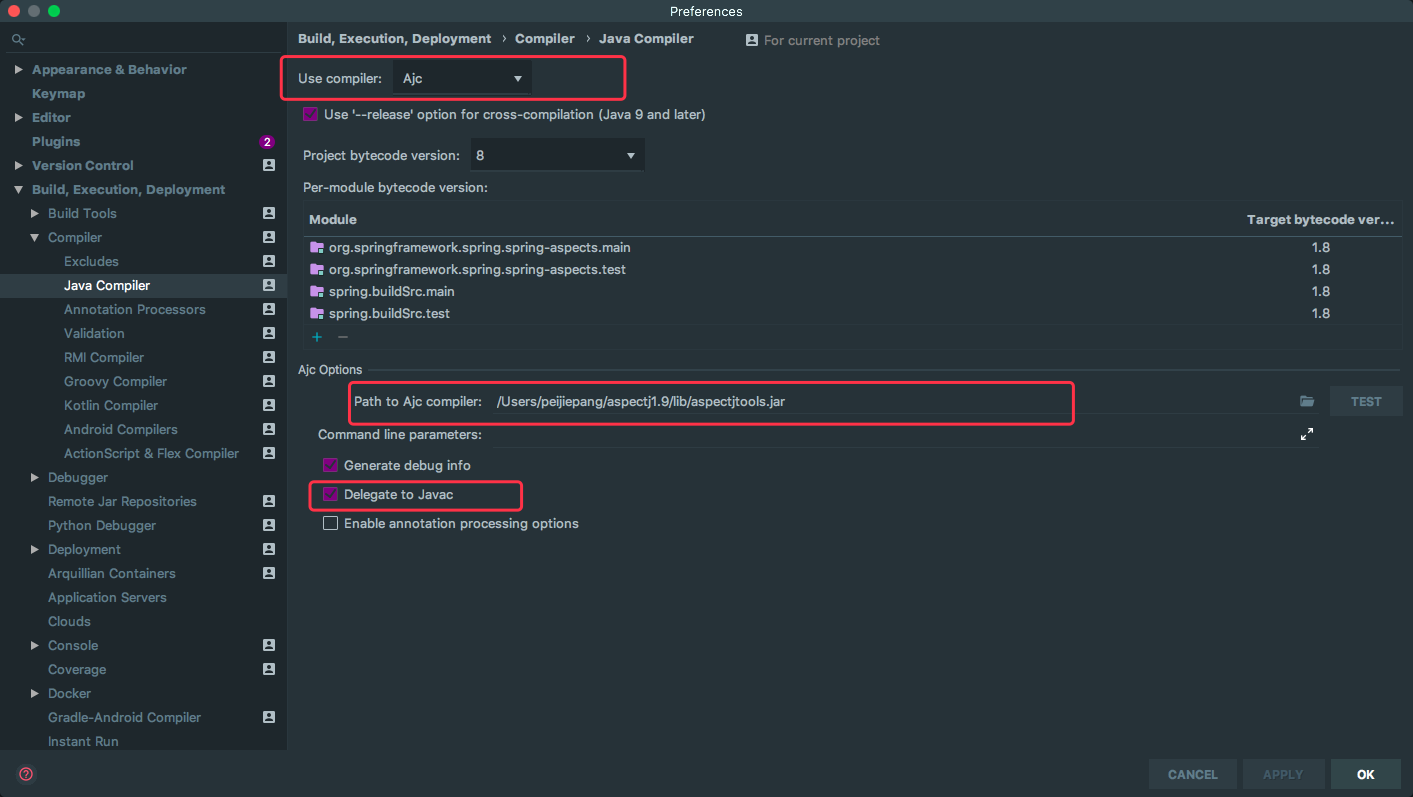 Preferences
Appearance & Behavior
Keymap
Editor
Plugins 2
Version Control
Build, Execution, Deployment
Build Tools
Compiler
Excludes
Java Compiler
Annotation Processors
Validation
RMI Compiler
Groovy Compiler
Kotlin Compiler
Android Compilers
ActionScript & Flex Compiler
Debugger
Remote Jar Repositories
Python Debugger
Deployment
Arquillian Containers
Application Servers
Clouds
Console
Coverage
Docker
Gradle-Android Compiler
Instant Run
Build, Execution, Deployment › Compiler › Java Compiler For current project
Use compiler: Ajc
Use '--release' option for cross-compilation (Java 9 and later)
Project bytecode version: 8
Per-module bytecode version:
Module Target bytecode ver...
org.springframework.spring.spring-aspects.main 1.8
org.springframework.spring.spring-aspects.test 1.8
spring.buildSrc.main 1.8
spring.buildSrc.test 1.8
Ajc Options
Path to Ajc compiler: /Users/peijiepang/aspectj1.9/lib/aspectjtools.jar TEST
Command line parameters:
Generate debug info
Delegate to Javac
Enable annotation processing options
CANCEL APPLY OK